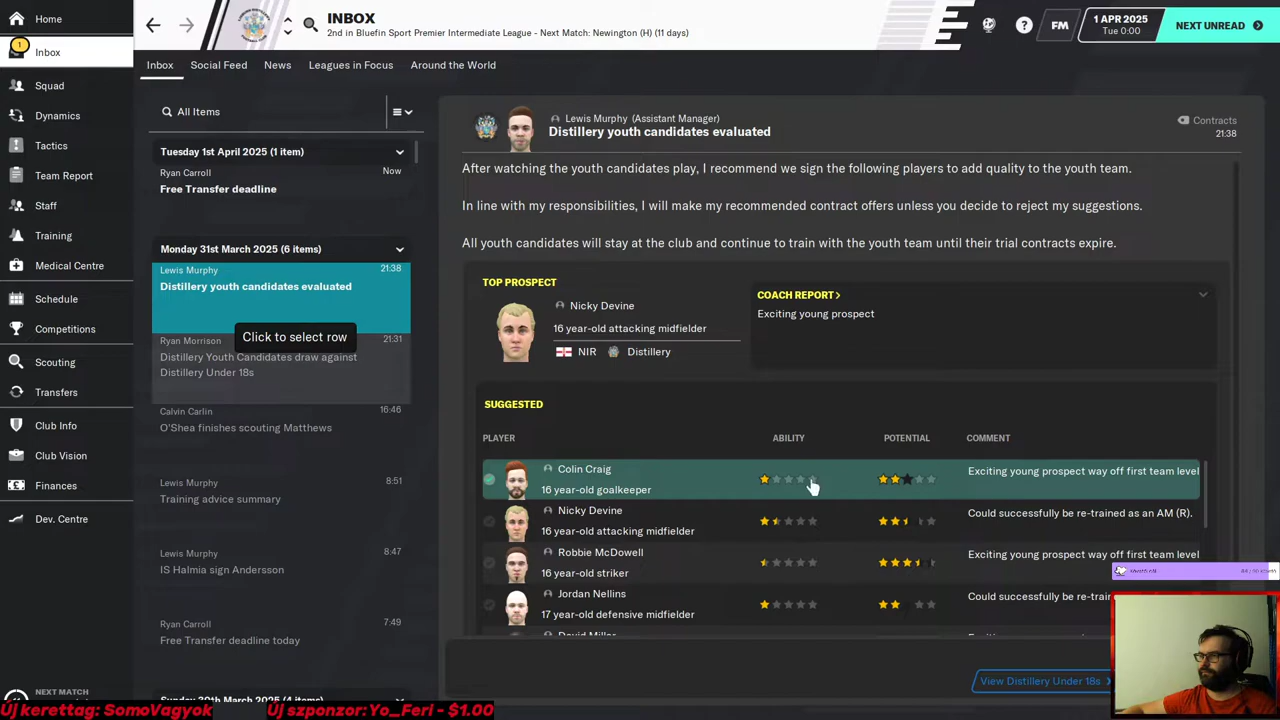 Home
Inbox
1
Squad
Dynamics
Tactics
Team Report
Staff
Training
Medical Centre
Schedule
Competitions
Scouting
Transfers
Club Info
Club Vision
Finances
Dev. Centre
NEXT MATCH
INBOX
2nd in Bluefin Sport Premier Intermediate League - Next Match: Newington (H) (11 days)
FM
1 APR 2025
Tue 0:00
NEXT UNREAD
Inbox
Social Feed
News
Leagues in Focus
Around the World
All Items
Tuesday 1st April 2025 (1 item)
Ryan Carroll
Now
Free Transfer deadline
Monday 31st March 2025 (6 items)
Lewis Murphy
21:38
Distillery youth candidates evaluated
Click to select row
Ryan Morrison
21:31
Distillery Youth Candidates draw against
Distillery Under 18s
Calvin Carlin
16:46
O'Shea finishes scouting Matthews
Lewis Murphy
8:51
Training advice summary
Lewis Murphy
8:47
IS Halmia sign Andersson
Ryan Carroll
7:49
Free Transfer deadline today
Sunday 30th March 2025 (4 items)
Lewis Murphy (Assistant Manager)
Distillery youth candidates evaluated
Contracts
21:38
After watching the youth candidates play, I recommend we sign the following players to add quality to the youth team.
In line with my responsibilities, I will make my recommended contract offers unless you decide to reject my suggestions.
All youth candidates will stay at the club and continue to train with the youth team until their trial contracts expire.
TOP PROSPECT
Nicky Devine
16 year-old attacking midfielder
NIR
Distillery
COACH REPORT >
Exciting young prospect
SUGGESTED
PLAYER
ABILITY
POTENTIAL
COMMENT
Colin Craig
16 year-old goalkeeper
Exciting young prospect way off first team level
Nicky Devine
16 year-old attacking midfielder
Could successfully be re-trained as an AM (R).
Robbie McDowell
16 year-old striker
Exciting young prospect way off first team level
Jordan Nellins
17 year-old defensive midfielder
Could successfully be re-train
David Miller
View Distillery Under 18s
Új kerettag: SomoVagyok
Új szponzor: Yo_Feri - $1.00